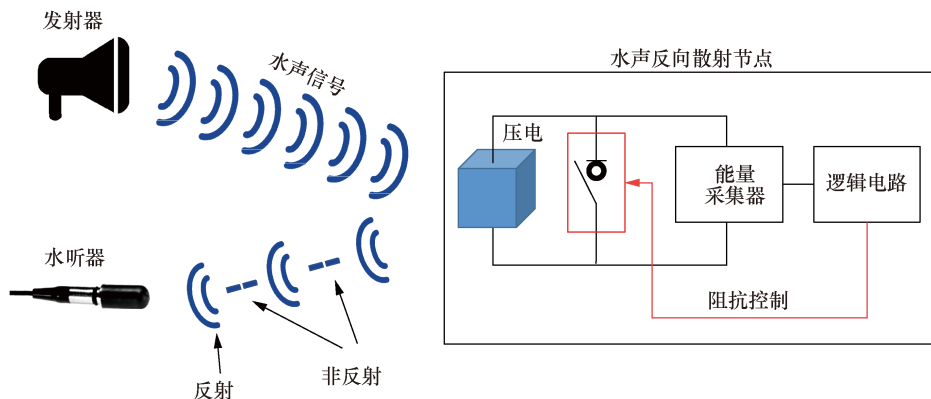 发射器
水声信号
水听器
反射
非反射
水声反向散射节点
压电
能量
采集器
逻辑电路
阻抗控制